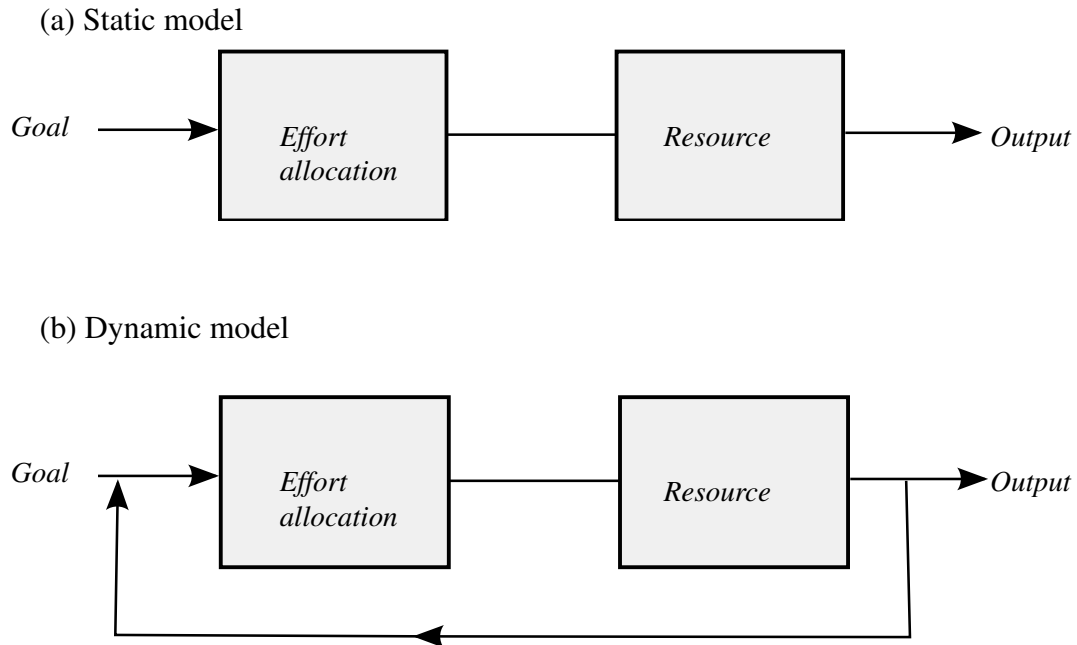 (a) Static model
Goal
Effort
allocation
Resource
Output
(b) Dynamic model
Goal
Effort
allocation
Resource
Output